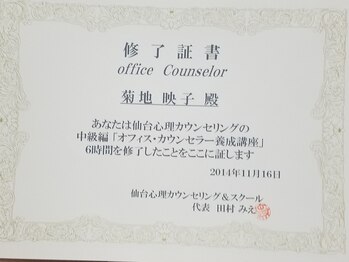 修了証書
office Counselor
菊地 映子 殿
あなたは仙台心理カウンセリングの
中級編「オフィス・カウンセラー養成講座」
6時間を修了したことをここに証します
2014年11月16日
仙台心理カウンセリング&スクール
代表 田村 みえ